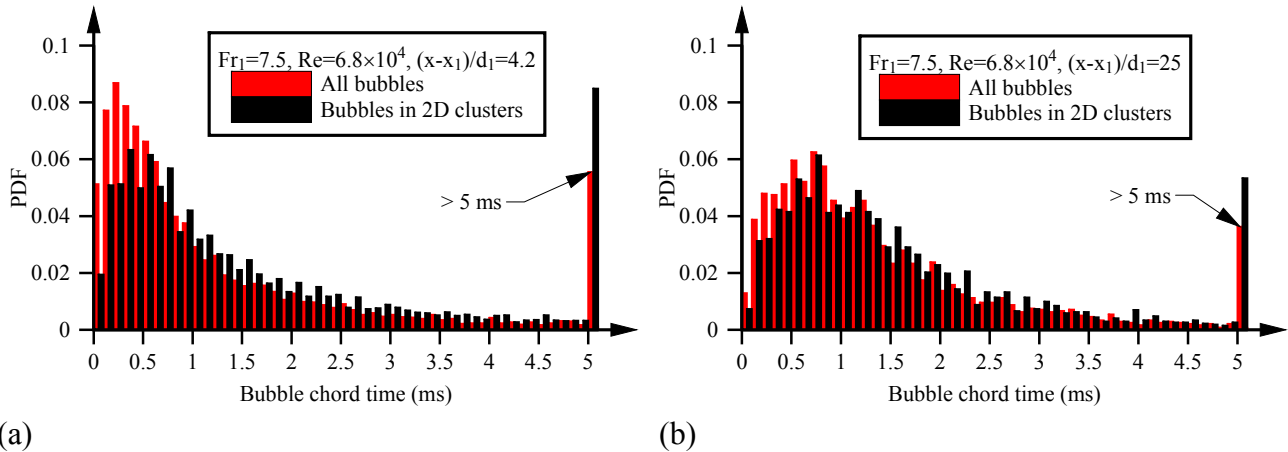 0.1
0.08
0.06
0.04
0.02
0
PDF
Fr₁=7.5, Re=6.8×10⁴, (x-x₁)/d₁=4.2
All bubbles
Bubbles in 2D clusters
> 5 ms
0 0.5 1 1.5 2 2.5 3 3.5 4 4.5 5
Bubble chord time (ms)
(a)
0.1
0.08
0.06
0.04
0.02
0
PDF
Fr₁=7.5, Re=6.8×10⁴, (x-x₁)/d₁=25
All bubbles
Bubbles in 2D clusters
> 5 ms
0 0.5 1 1.5 2 2.5 3 3.5 4 4.5 5
Bubble chord time (ms)
(b)